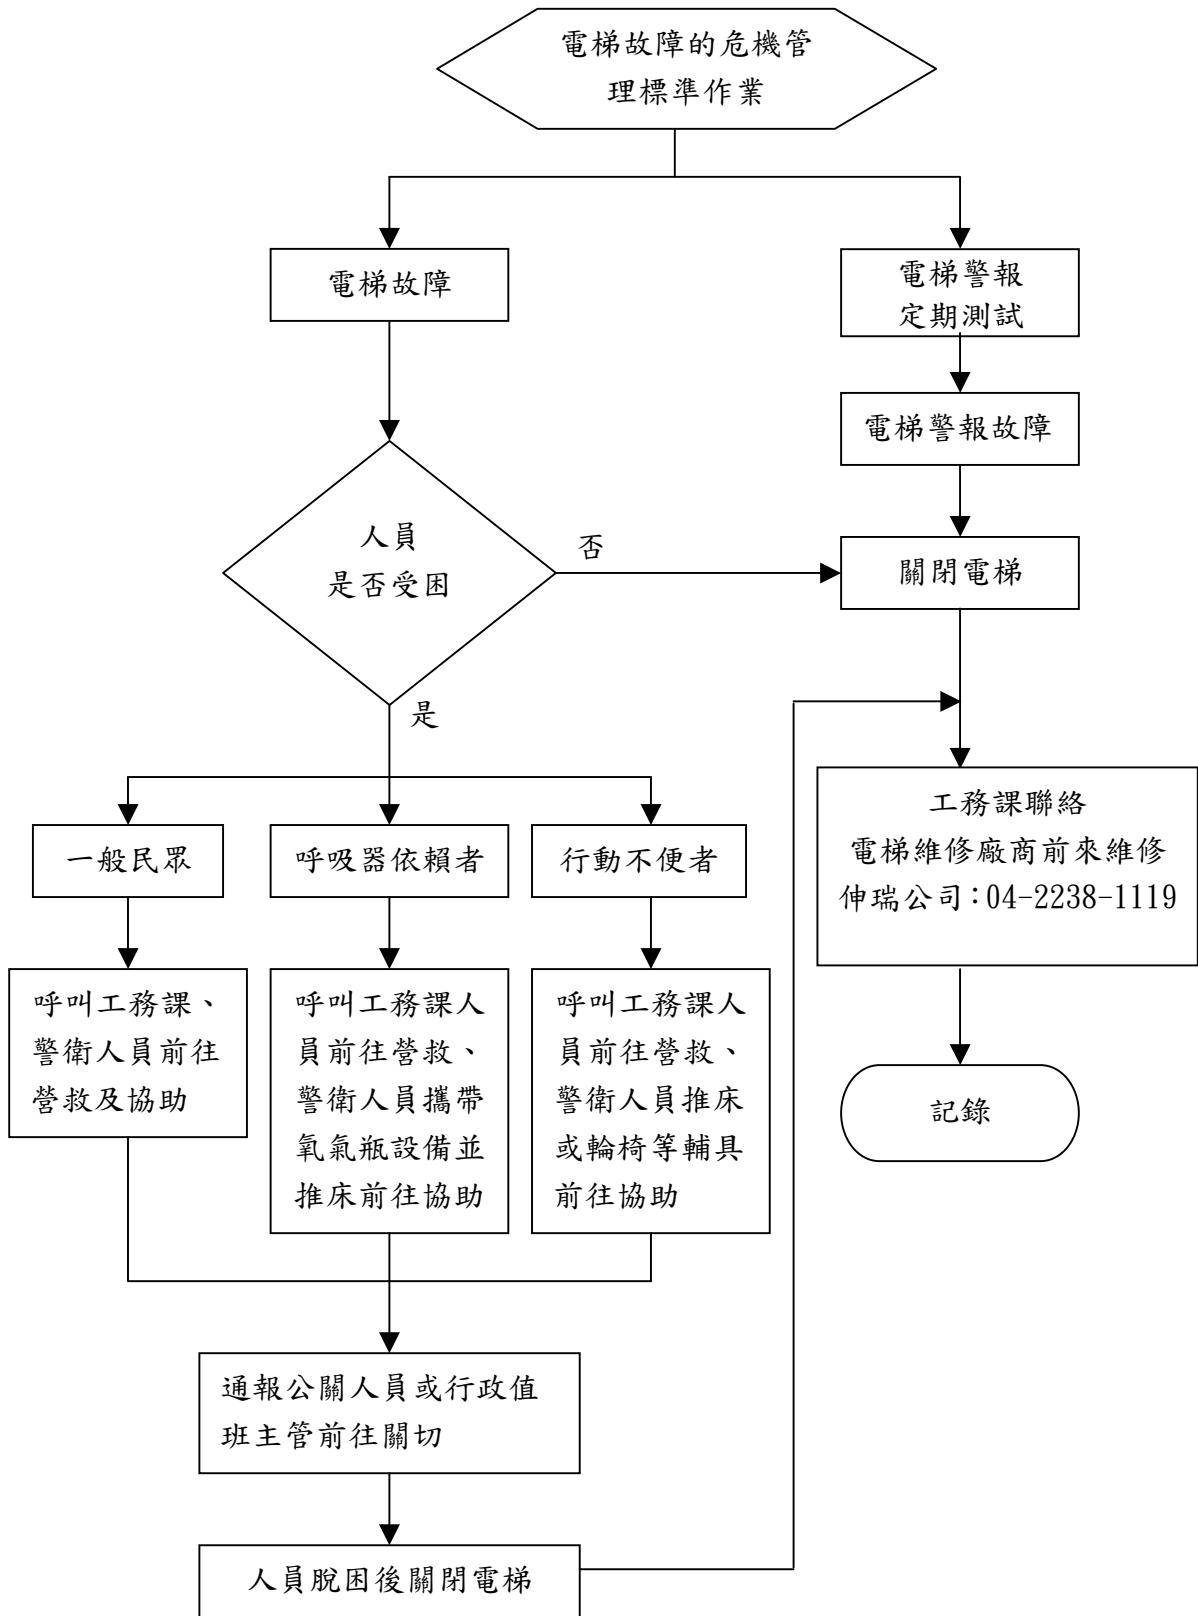 電梯故障的危機管
理標準作業
電梯故障
電梯警報
定期測試
電梯警報故障
人員
是否受困
否
關閉電梯
是
一般民眾
呼吸器依賴者
行動不便者
工務課聯絡
電梯維修廠商前來維修
伸瑞公司：04-2238-1119
呼叫工務課、
警衛人員前往
營救及協助
呼叫工務課人
員前往營救、
警衛人員攜帶
氧氣瓶設備並
推床前往協助
呼叫工務課人
員前往營救、
警衛人員推床
或輪椅等輔具
前往協助
記錄
通報公關人員或行政值
班主管前往關切
人員脫困後關閉電梯